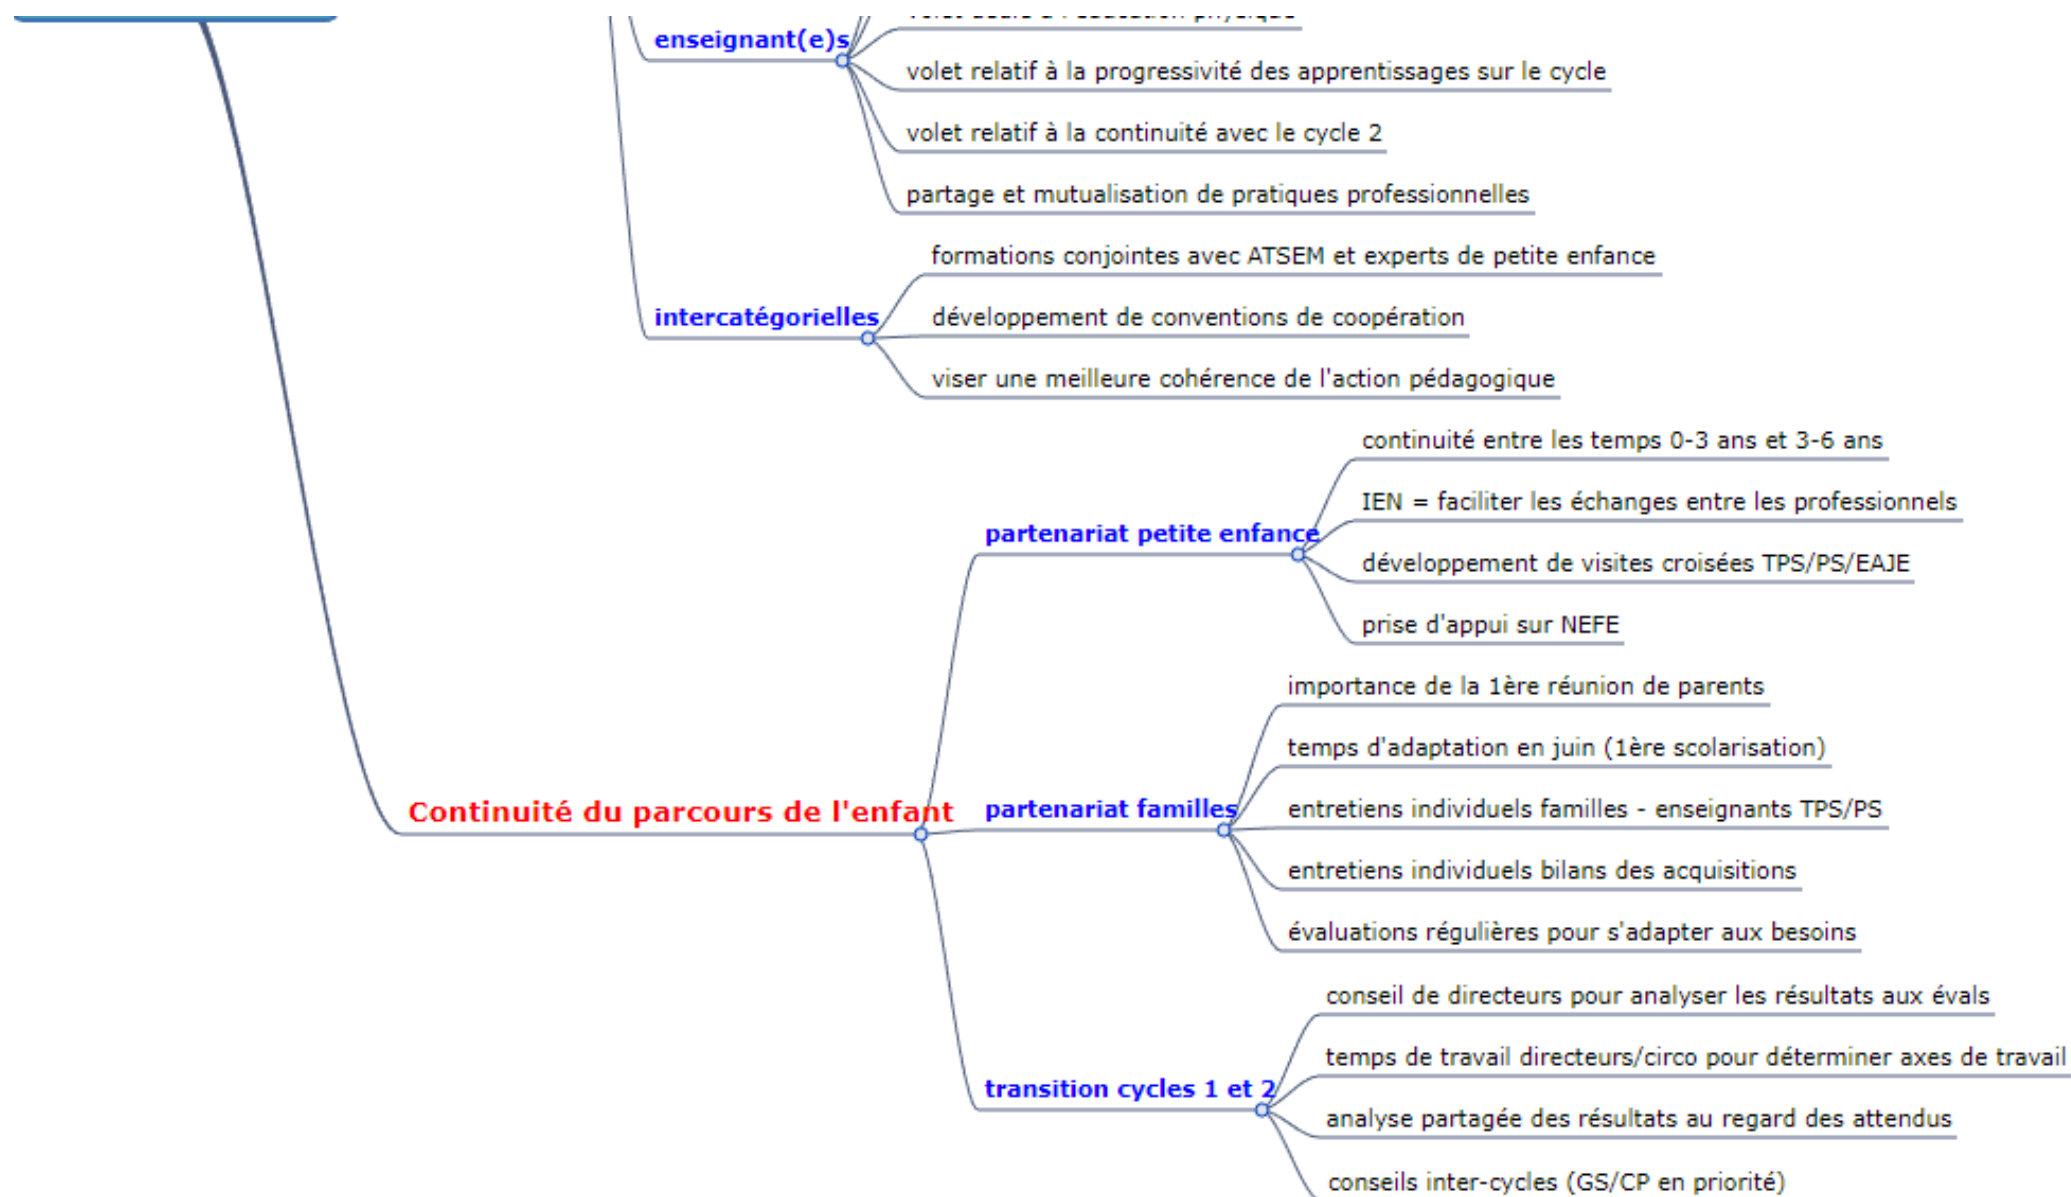 enseignant(e)s
volet relatif à la progressivité des apprentissages sur le cycle
volet relatif à la continuité avec le cycle 2
partage et mutualisation de pratiques professionnelles
intercatégorielles
formations conjointes avec ATSEM et experts de petite enfance
développement de conventions de coopération
viser une meilleure cohérence de l'action pédagogique
Continuité du parcours de l'enfant
partenariat petite enfance
continuité entre les temps 0-3 ans et 3-6 ans
IEN = faciliter les échanges entre les professionnels
développement de visites croisées TPS/PS/EAJE
prise d'appui sur NEFE
partenariat familles
importance de la 1ère réunion de parents
temps d'adaptation en juin (1ère scolarisation)
entretiens individuels familles - enseignants TPS/PS
entretiens individuels bilans des acquisitions
évaluations régulières pour s'adapter aux besoins
transition cycles 1 et 2
conseil de directeurs pour analyser les résultats aux évals
temps de travail directeurs/circo pour déterminer axes de travail
analyse partagée des résultats au regard des attendus
conseils inter-cycles (GS/CP en priorité)